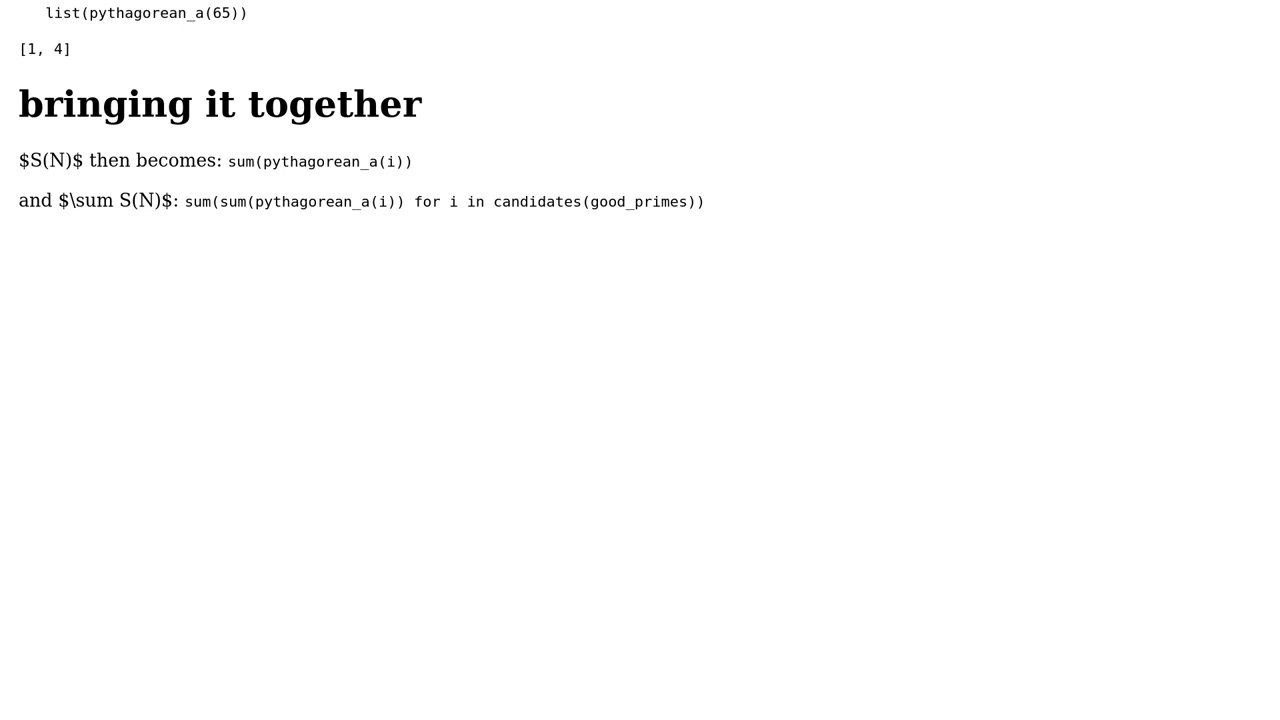 list(pythagorean_a(65))
[1, 4]
bringing it together
$S(N)$ then becomes: sum(pythagorean_a(i))
and $\sum S(N)$: sum(sum(pythagorean_a(i)) for i in candidates(good_primes))